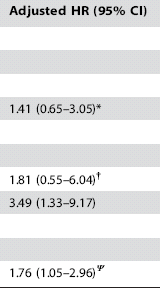 Adjusted HR (95% CI)
1.41 (0.65–3.05)*
1.81 (0.55–6.04)†
3.49 (1.33–9.17)
1.76 (1.05–2.96)Ψ